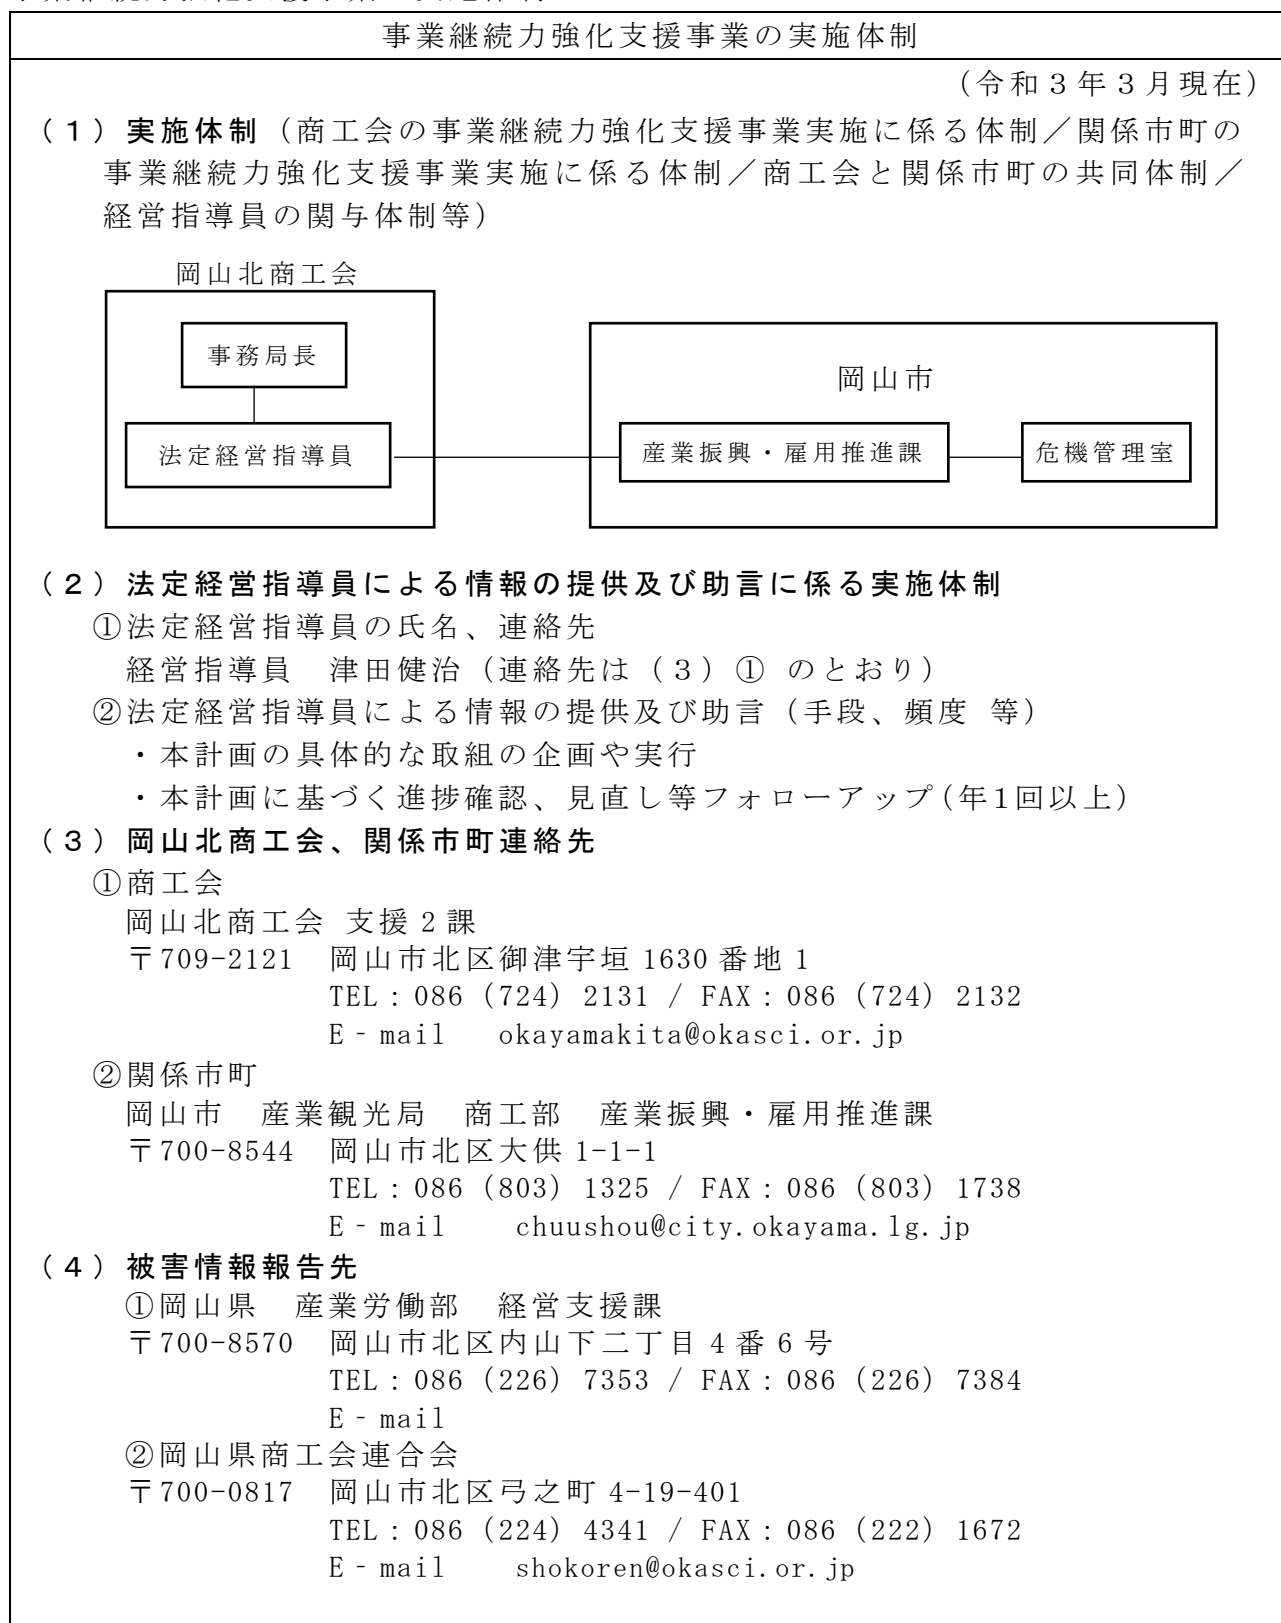 事業継続力強化支援事業の実施体制
（令和３年３月現在）
（１）実施体制（商工会の事業継続力強化支援事業実施に係る体制／関係市町の
事業継続力強化支援事業実施に係る体制／商工会と関係市町の共同体制／
経営指導員の関与体制等）
岡山北商工会
事務局長
岡山市
法定経営指導員
産業振興・雇用推進課
危機管理室
（２）法定経営指導員による情報の提供及び助言に係る実施体制
①法定経営指導員の氏名、連絡先
経営指導員　津田健治（連絡先は（３）① のとおり）
②法定経営指導員による情報の提供及び助言（手段、頻度 等）
・本計画の具体的な取組の企画や実行
・本計画に基づく進捗確認、見直し等フォローアップ(年1回以上)
（３）岡山北商工会、関係市町連絡先
①商工会
岡山北商工会 支援２課
〒709-2121　岡山市北区御津宇垣 1630 番地 1
TEL：086（724）2131 / FAX：086（724）2132
E‐mail　okayamakita@okasci.or.jp
②関係市町
岡山市　産業観光局　商工部　産業振興・雇用推進課
〒700-8544　岡山市北区大供 1-1-1
TEL：086（803）1325 / FAX：086（803）1738
E‐mail　chuushou@city.okayama.lg.jp
（４）被害情報報告先
①岡山県　産業労働部　経営支援課
〒700-8570　岡山市北区内山下二丁目 4 番 6 号
TEL：086（226）7353 / FAX：086（226）7384
E‐mail
②岡山県商工会連合会
〒700-0817　岡山市北区弓之町 4-19-401
TEL：086（224）4341 / FAX：086（222）1672
E‐mail　shokoren@okasci.or.jp